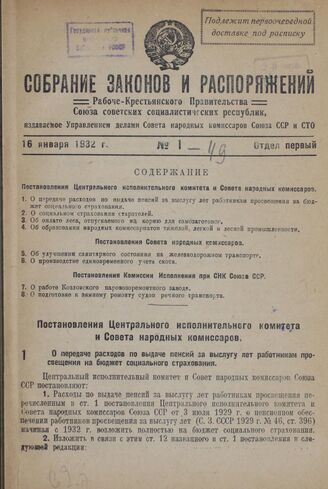 Подлежит первоочередной
доставке под расписку
СОБРАНИЕ ЗАКОНОВ И РАСПОРЯЖЕНИЙ
Рабоче-Крестьянского Правительства
Союза советских социалистических республик,
издаваемое Управлением делами Совета народных комиссаров Союза ССР и СТО
16 января 1932 г. № 1 — 49 Отдел первый
СОДЕРЖАНИЕ
Постановления Центрального исполнительного комитета и Совета народных комиссаров.
1. О передаче расходов по выдаче пенсий за выслугу лет работникам просвещения на бюджет социального страхования.
2. О социальном страховании старателей.
3. Об оплате леса, отпускаемого на корню для самозаготовок.
4. Об образовании народных комиссариатов тяжелой, легкой и лесной промышленности.
Постановления Совета народных комиссаров.
5. Об улучшении санитарного состояния на железнодорожном транспорте.
6. О производстве единовременного учета скота.
Постановления Комиссии Исполнения при СНК Союза ССР.
7. О работе Козловского паровозоремонтного завода.
8. О подготовке к зимнему ремонту судов речного транспорта.
Постановления Центрального исполнительного комитета
и Совета народных комиссаров.
1 О передаче расходов по выдаче пенсий за выслугу лет работникам про-
свещения на бюджет социального страхования.
Центральный исполнительный комитет и Совет народных комиссаров Союза
ССР постановляют:
1. Расходы по выдаче пенсий за выслугу лет работникам просвещения
перечисленным в ст. 1 постановления Центрального исполнительного комитета и
Совета народных комиссаров Союза ССР от 3 июля 1929 г. о пенсионном обеспе-
чении работников просвещения за выслугу лет (С. З. СССР 1929 г. № 46, ст. 396)
начиная с 1932 г. возложить полностью на бюджет социального страхования.
2. Изложить в связи с этим ст. 12 названного в ст. 1 постановления в сле-
дующей редакции: